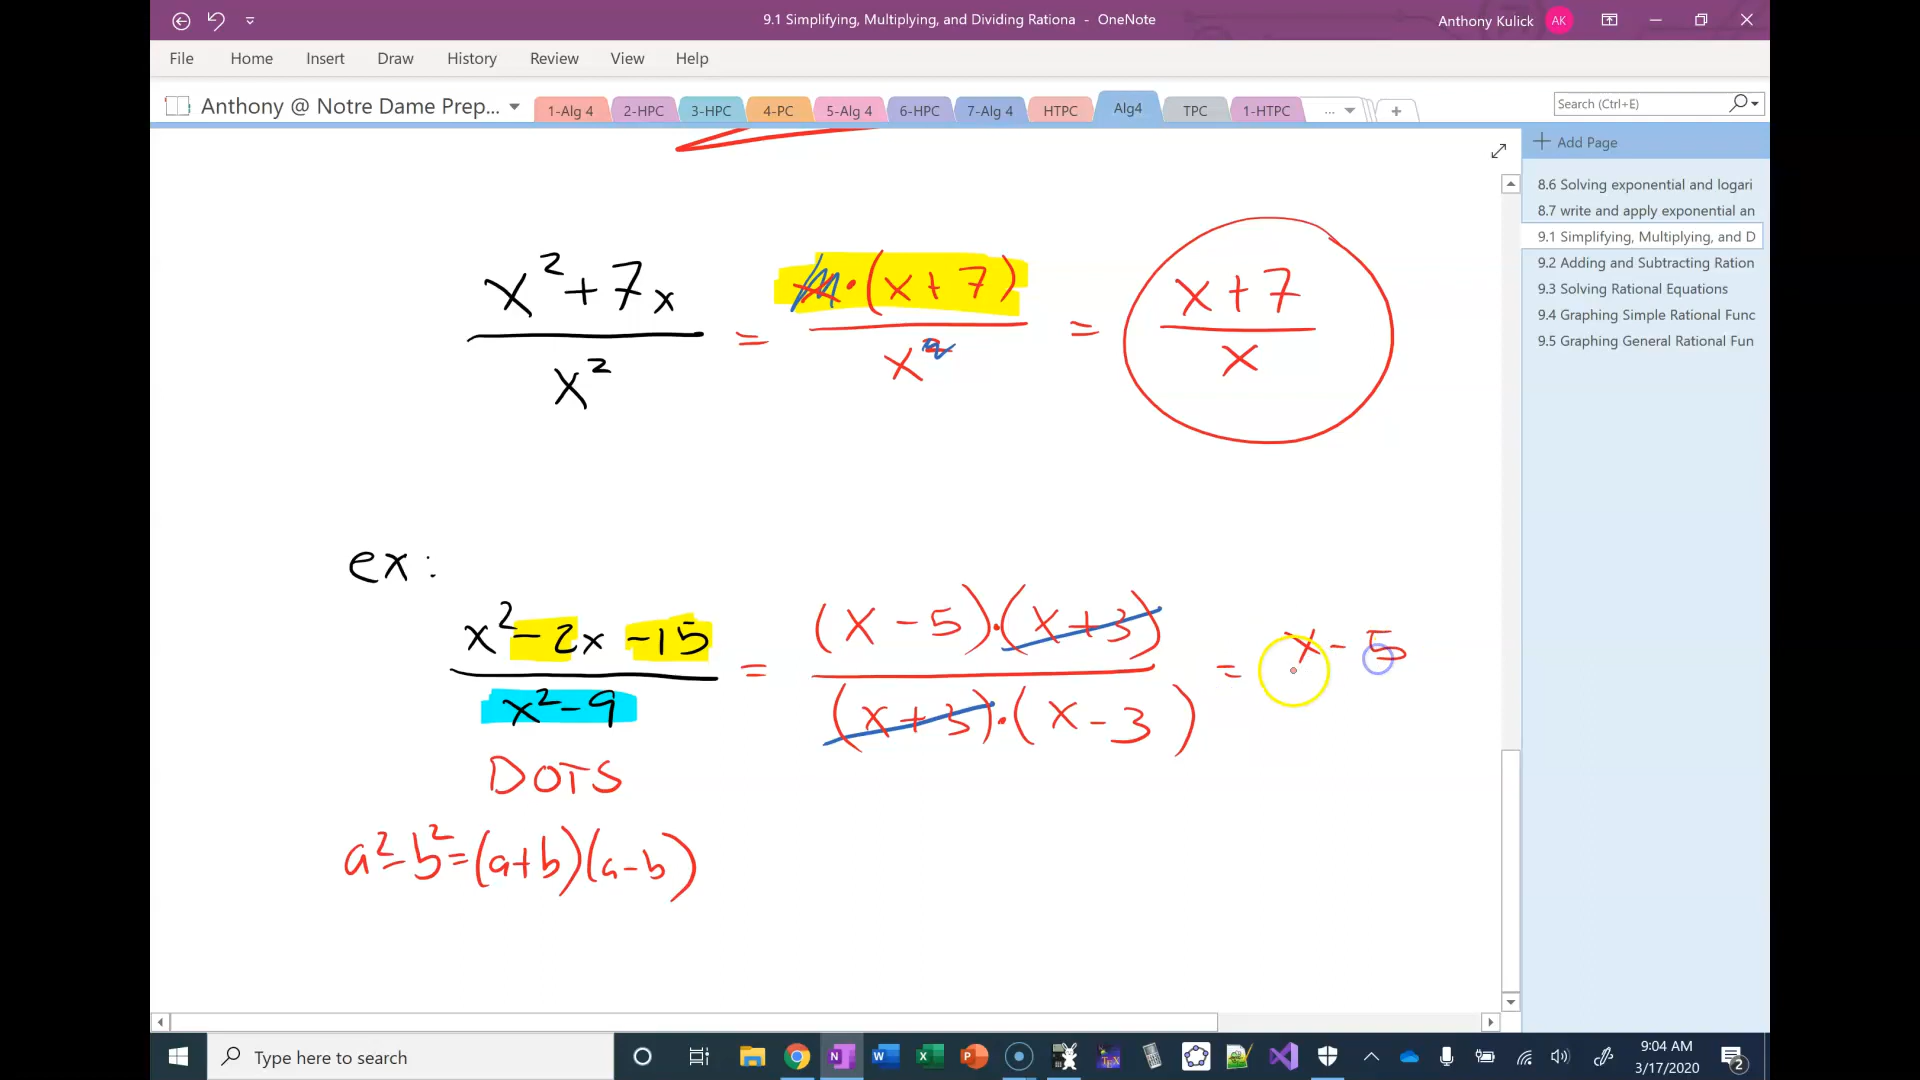 9.1 Simplifying, Multiplying, and Dividing Rationa - OneNote
Anthony Kulick AK
File Home Insert Draw History Review View Help
Anthony @ Notre Dame Prep... 1-Alg 4 2-HPC 3-HPC 4-PC 5-Alg 4 6-HPC 7-Alg 4 HTPC Alg4 TPC 1-HTPC ... +
Search (Ctrl+E)
Add Page
8.6 Solving exponential and logari
8.7 write and apply exponential an
9.1 Simplifying, Multiplying, and D
9.2 Adding and Subtracting Ration
9.3 Solving Rational Equations
9.4 Graphing Simple Rational Func
9.5 Graphing General Rational Fun
x² + 7x / x² = x · (x + 7) / x² = x + 7 / x
ex:
x² - 2x - 15 / x² - 9 = (x - 5) · (x + 3) / (x + 3) · (x - 3) = x - 5
DOTS
a² - b² = (a + b)(a - b)
Type here to search
9:04 AM
3/17/2020
2